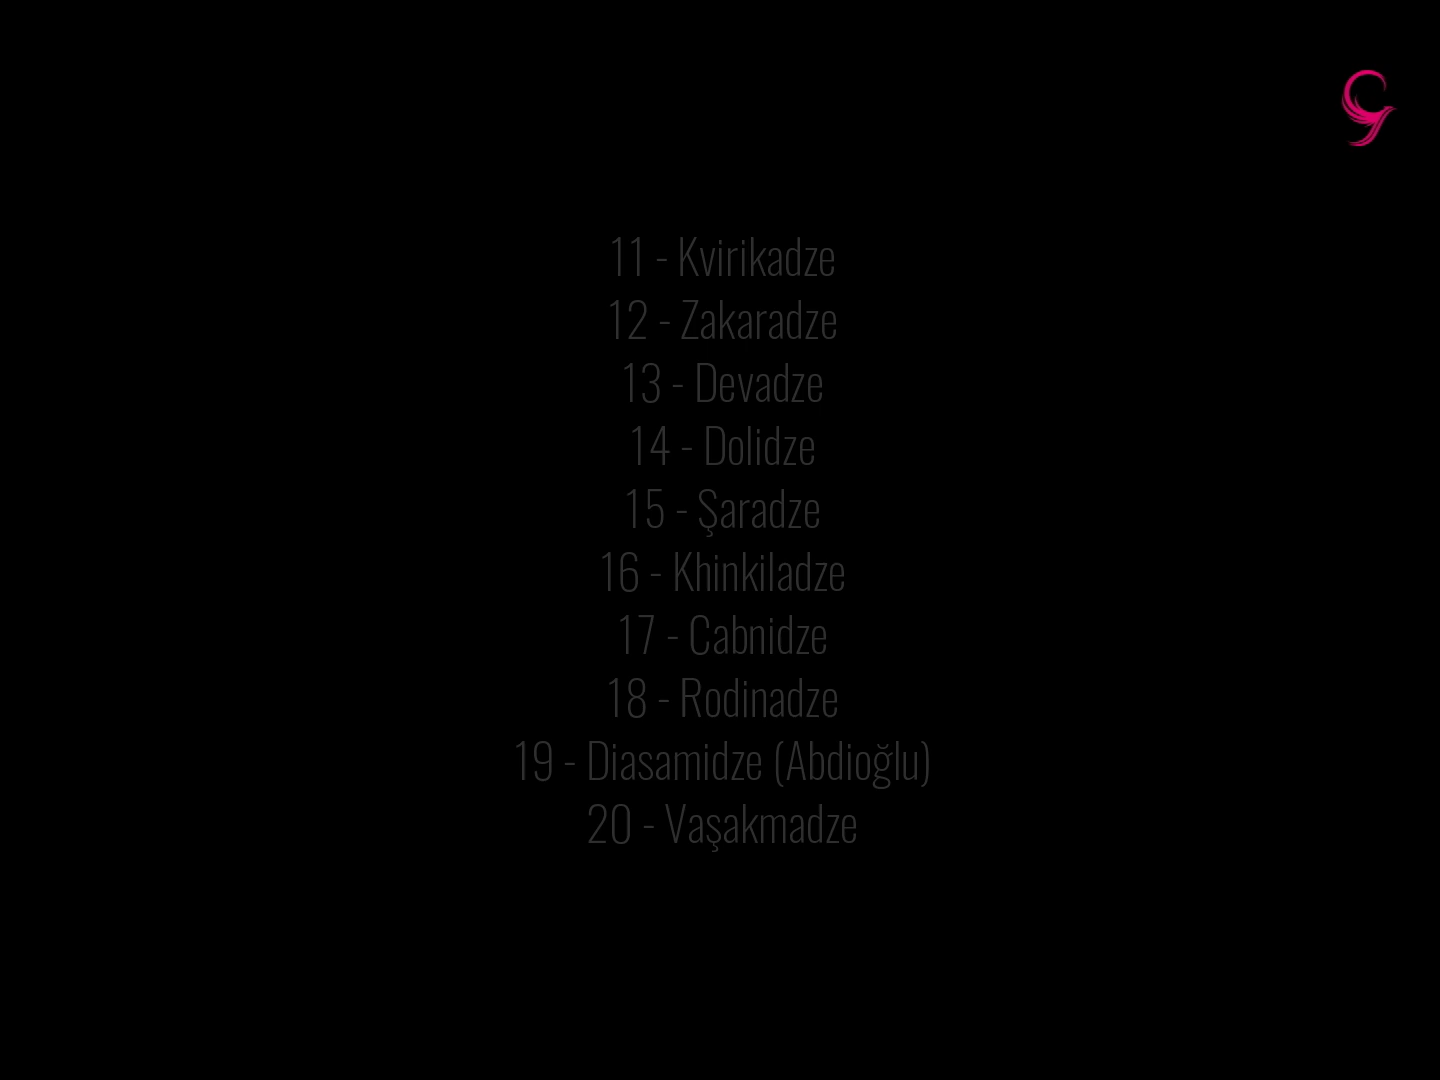 11 - Kvirikadze
12 - Zakaradze
13 - Devadze
14 - Dolidze
15 - Şaradze
16 - Khinkiladze
17 - Cabnidze
18 - Rodinadze
19 - Diasamidze (Abdioğlu)
20 - Vaşakmadze